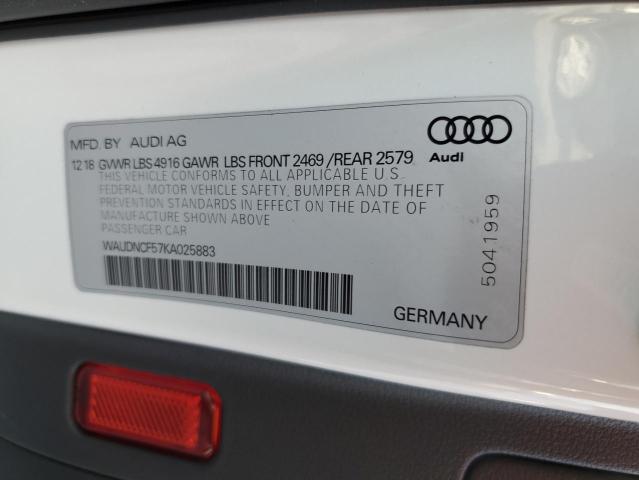 MFD. BY AUDI AG
12 18 GVWR LBS 4916 GAWR LBS FRONT 2469 /REAR 2579
THIS VEHICLE CONFORMS TO ALL APPLICABLE U.S.
FEDERAL MOTOR VEHICLE SAFETY, BUMPER AND THEFT
PREVENTION STANDARDS IN EFFECT ON THE DATE OF
MANUFACTURE SHOWN ABOVE
PASSENGER CAR
WAUDNCF57KA025883
Audi
5041959
GERMANY